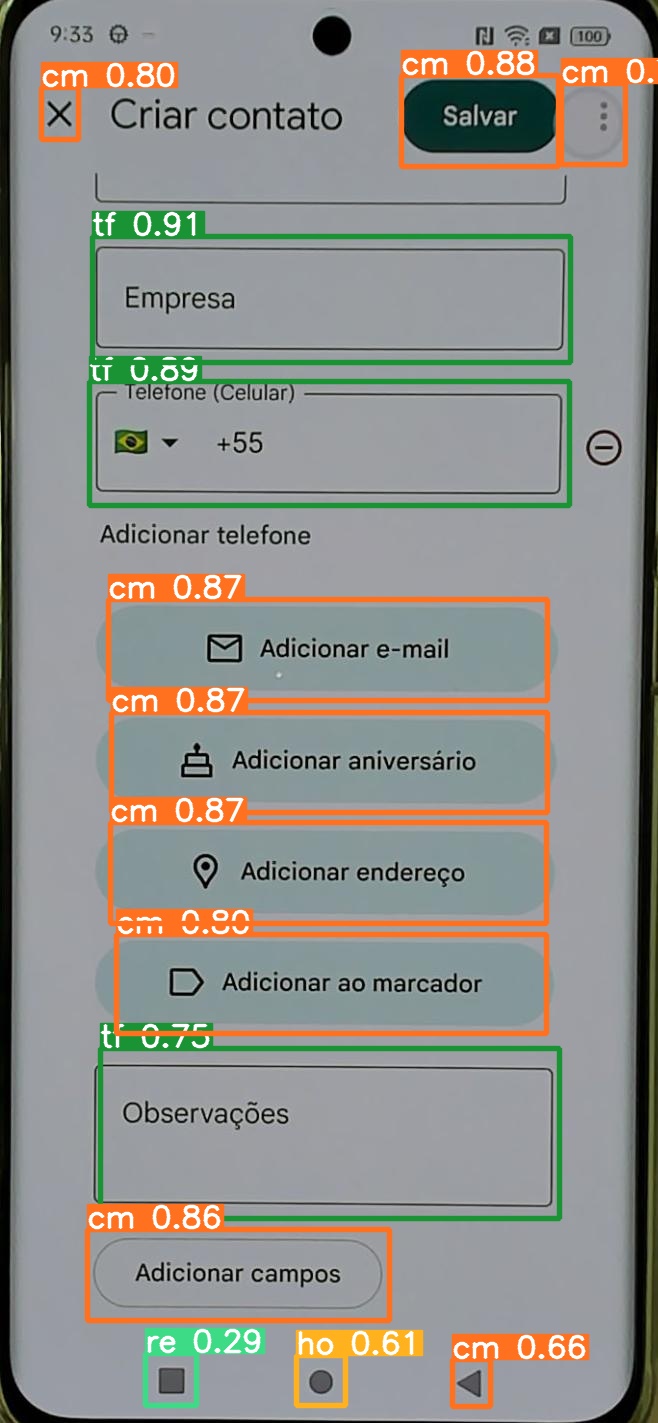 9:33 100
cm 0.80
cm 0.88
cm 0.
Criar contato
Salvar
tf 0.91
Empresa
tf 0.89
Telefone (Celular)
+55
Adicionar telefone
cm 0.87
Adicionar e-mail
cm 0.87
Adicionar aniversário
cm 0.87
Adicionar endereço
cm 0.80
Adicionar ao marcador
tf 0.75
Observações
cm 0.86
Adicionar campos
re 0.29
ho 0.61
cm 0.66